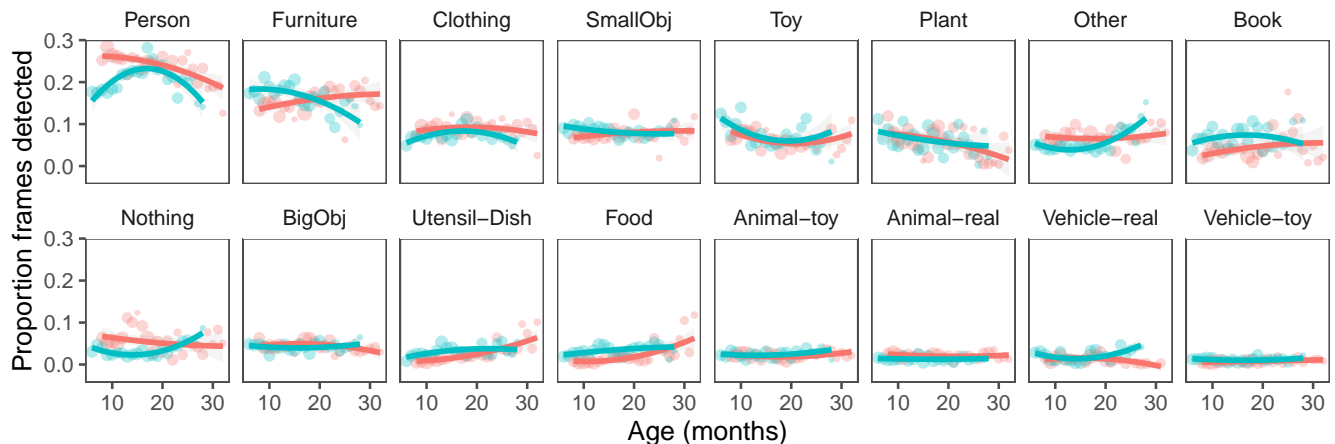 Person Furniture Clothing SmallObj Toy Plant Other Book
0.3
0.2
0.1
0.0
Nothing BigObj Utensil−Dish Food Animal−toy Animal−real Vehicle−real Vehicle−toy
0.3
0.2
0.1
0.0
10 20 30 10 20 30 10 20 30 10 20 30 10 20 30 10 20 30 10 20 30 10 20 30
Age (months)
Proportion frames detected